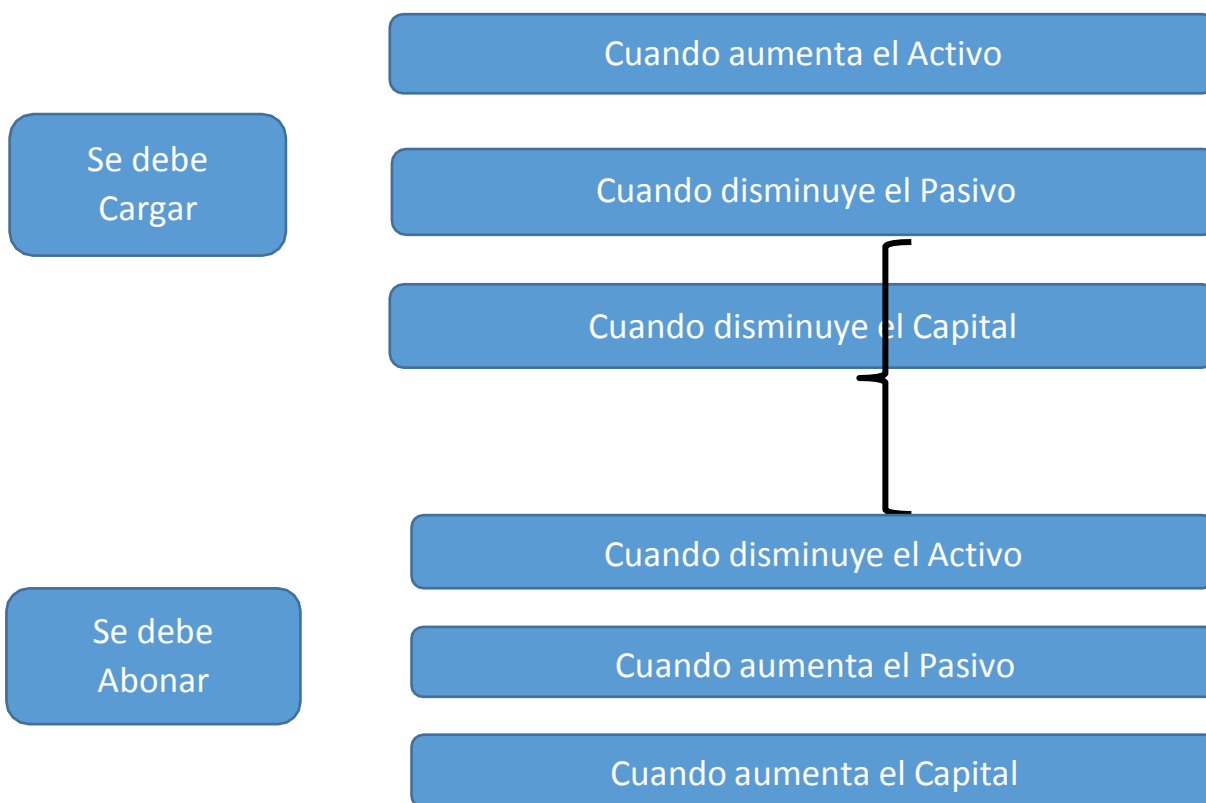 Cuando aumenta el Activo
Se debe
Cargar
Cuando disminuye el Pasivo
Cuando disminuye el Capital
Cuando disminuye el Activo
Se debe
Abonar
Cuando aumenta el Pasivo
Cuando aumenta el Capital